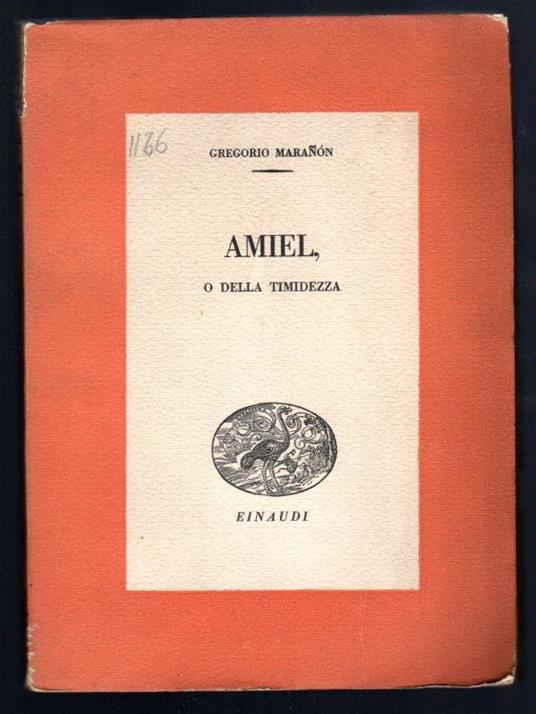 1166
GREGORIO MARAÑÓN
AMIEL,
O DELLA TIMIDEZZA
EINAUDI